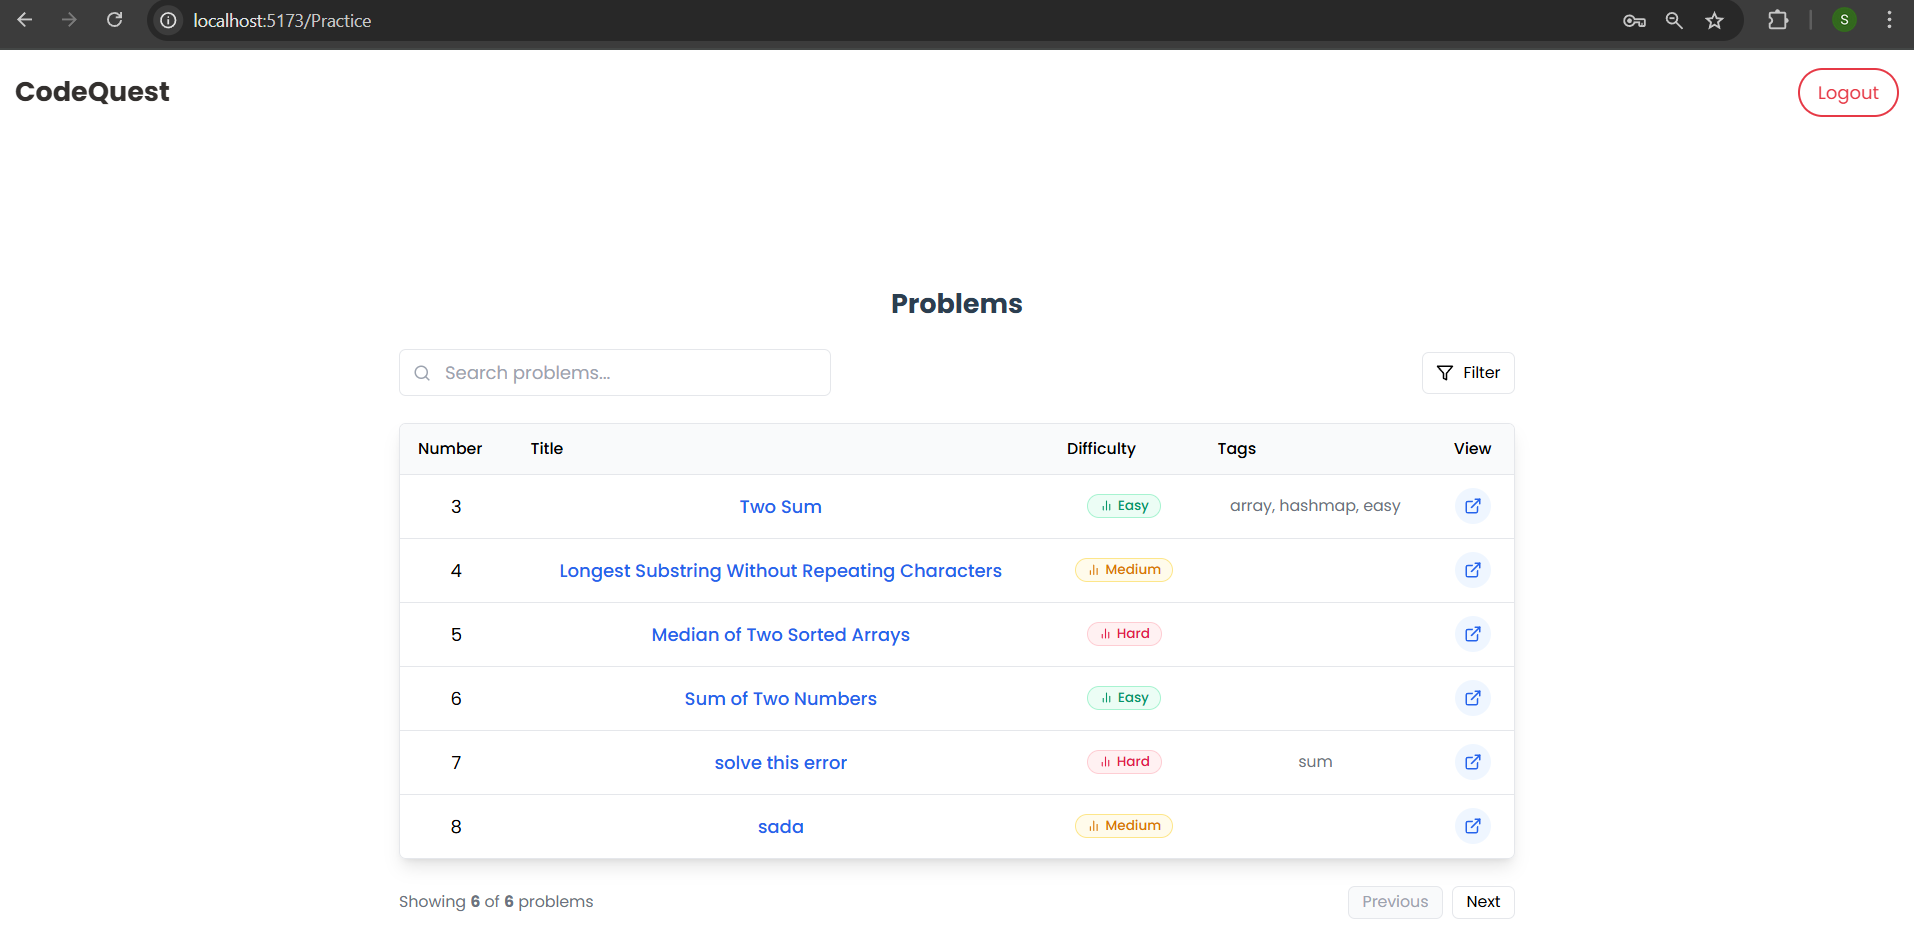 localhost:5173/Practice
S
CodeQuest
Logout
Problems
Search problems...
Filter
Number Title Difficulty Tags View
3 Two Sum Easy array, hashmap, easy
4 Longest Substring Without Repeating Characters Medium
5 Median of Two Sorted Arrays Hard
6 Sum of Two Numbers Easy
7 solve this error Hard sum
8 sada Medium
Showing 6 of 6 problems
Previous Next